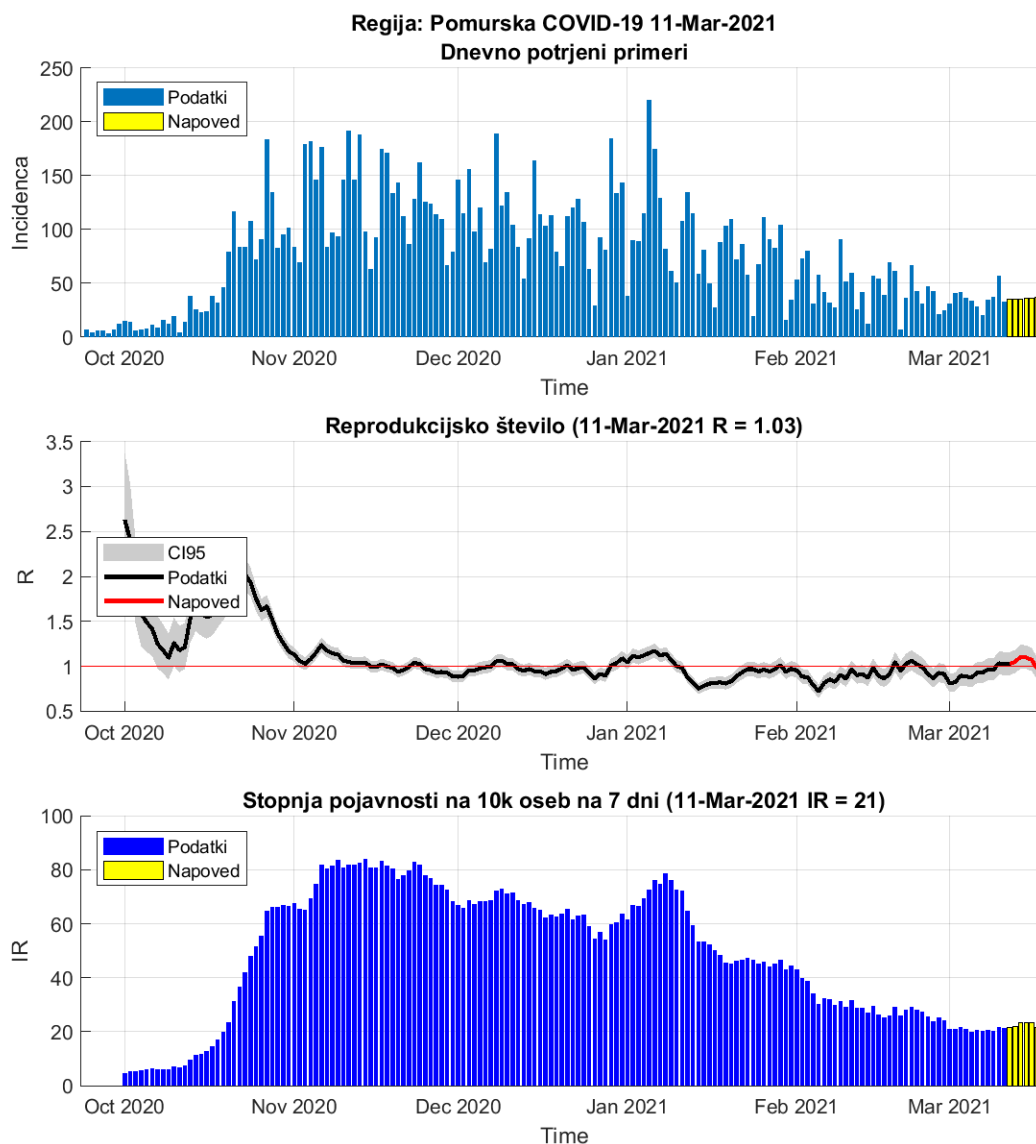 Regija: Pomurska COVID-19 11-Mar-2021
Dnevno potrjeni primeri
250
200
150
100
50
0
Incidenca
Podatki
Napoved
Oct 2020 Nov 2020 Dec 2020 Jan 2021 Feb 2021 Mar 2021
Time
Reprodukcijsko število (11-Mar-2021 R = 1.03)
3.5
3
2.5
2
1.5
1
0.5
R
CI95
Podatki
Napoved
Oct 2020 Nov 2020 Dec 2020 Jan 2021 Feb 2021 Mar 2021
Time
Stopnja pojavnosti na 10k oseb na 7 dni (11-Mar-2021 IR = 21)
100
80
60
40
20
0
IR
Podatki
Napoved
Oct 2020 Nov 2020 Dec 2020 Jan 2021 Feb 2021 Mar 2021
Time